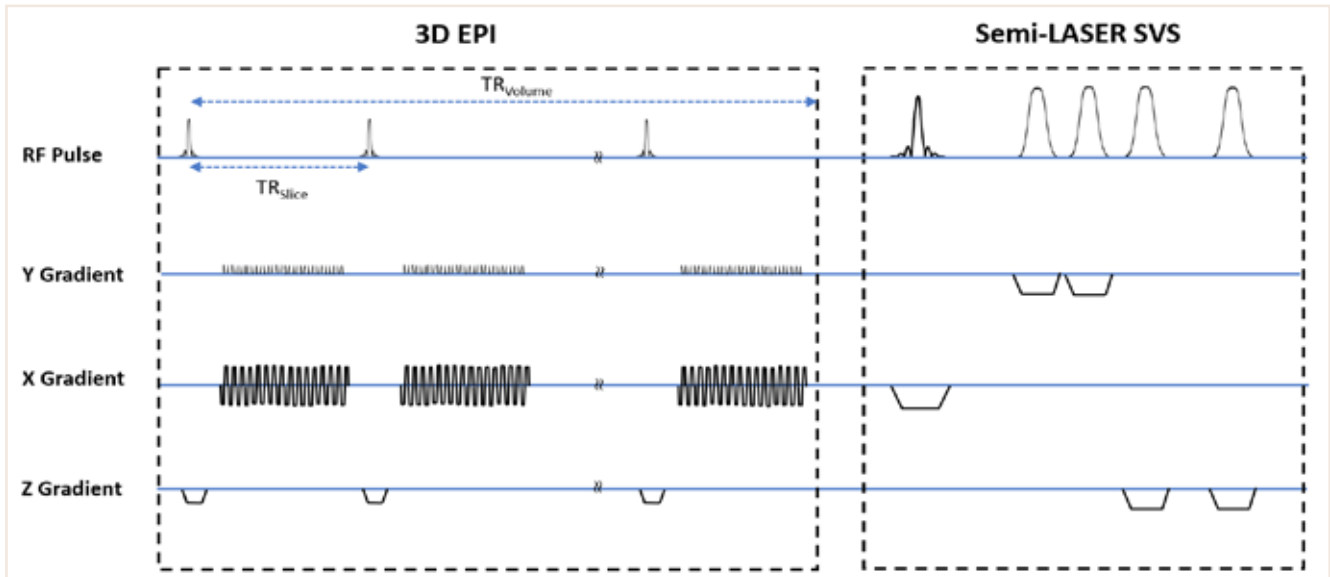 3D EPI
Semi-LASER SVS
TRVolume
RF Pulse
TRSlice
Y Gradient
X Gradient
Z Gradient